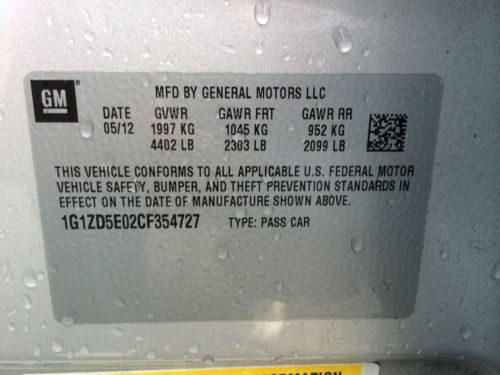 GM
MFD BY GENERAL MOTORS LLC
DATE GVWR GAWR FRT GAWR RR
05/12 1997 KG 1045 KG 952 KG
4402 LB 2303 LB 2099 LB
THIS VEHICLE CONFORMS TO ALL APPLICABLE U.S. FEDERAL MOTOR
VEHICLE SAFETY, BUMPER, AND THEFT PREVENTION STANDARDS IN
EFFECT ON THE DATE OF MANUFACTURE SHOWN ABOVE.
1G1ZD5E02CF354727 TYPE: PASS CAR
INFORMATION